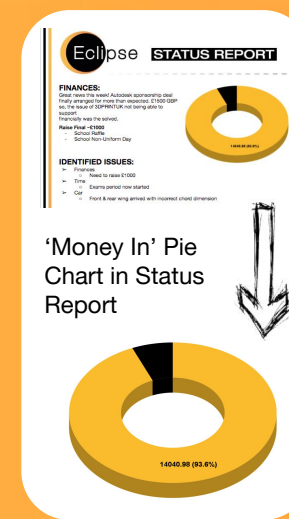 Eclipse STATUS REPORT
FINANCES:
Great news this week! Autodesk sponsorship deal
finally arranged for more than expected. £1500 GBP
so, the issue of 3DPRINTUK not being able to
support
financially was the solved.
Raise Final ~£1000
- School Raffle
- School Non-Uniform Day
14040.98 (93.6%)
IDENTIFIED ISSUES:
➢ Finances
○ Need to raise £1000
➢ Time
○ Exams period now started
➢ Car
○ Front & rear wing arrived with incorrect chord dimension
‘Money In’ Pie
Chart in Status
Report
14040.98 (93.6%)